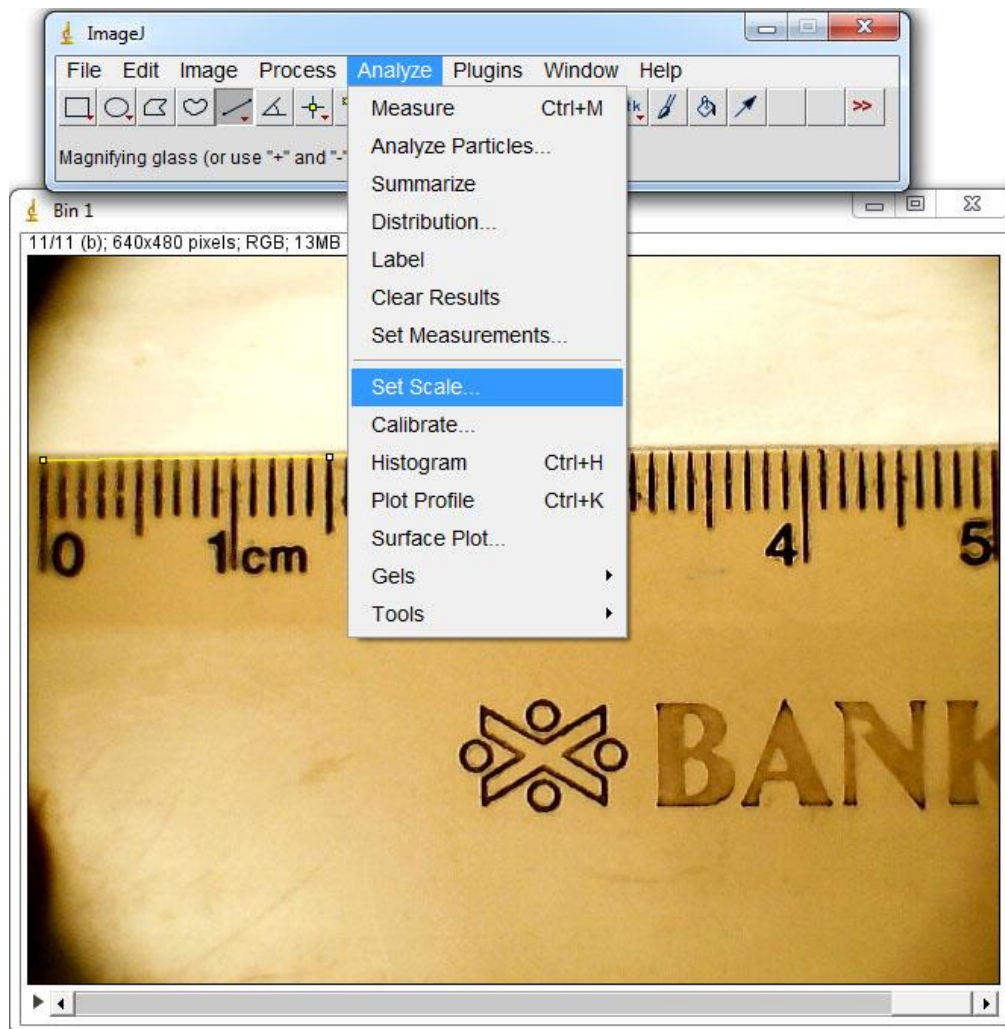 ImageJ
File Edit Image Process Analyze Plugins Window Help
Measure Ctrl+M
Analyze Particles...
Summarize
Distribution...
Label
Clear Results
Set Measurements...
Set Scale...
Calibrate...
Histogram Ctrl+H
Plot Profile Ctrl+K
Surface Plot...
Gels
Tools
>>
Magnifying glass (or use "+" and "-"
Bin 1
11/11 (b); 640x480 pixels; RGB; 13MB
0 1cm 4 5
BANK